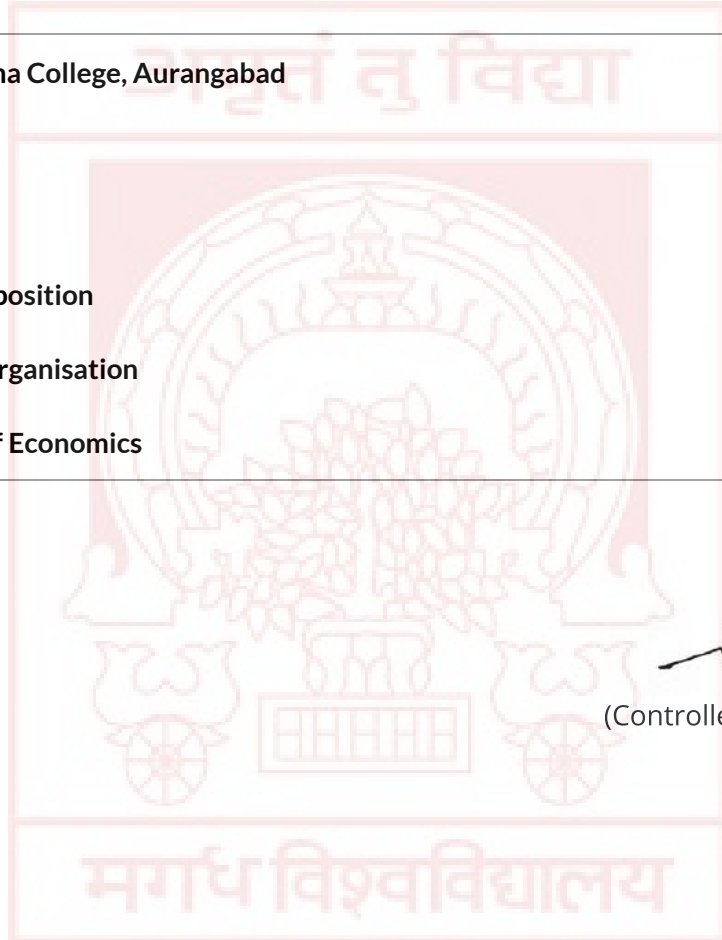 अमृतं तु विद्या
na College, Aurangabad
position
rganisation
f Economics
(Controlle
मगध विश्वविद्यालय